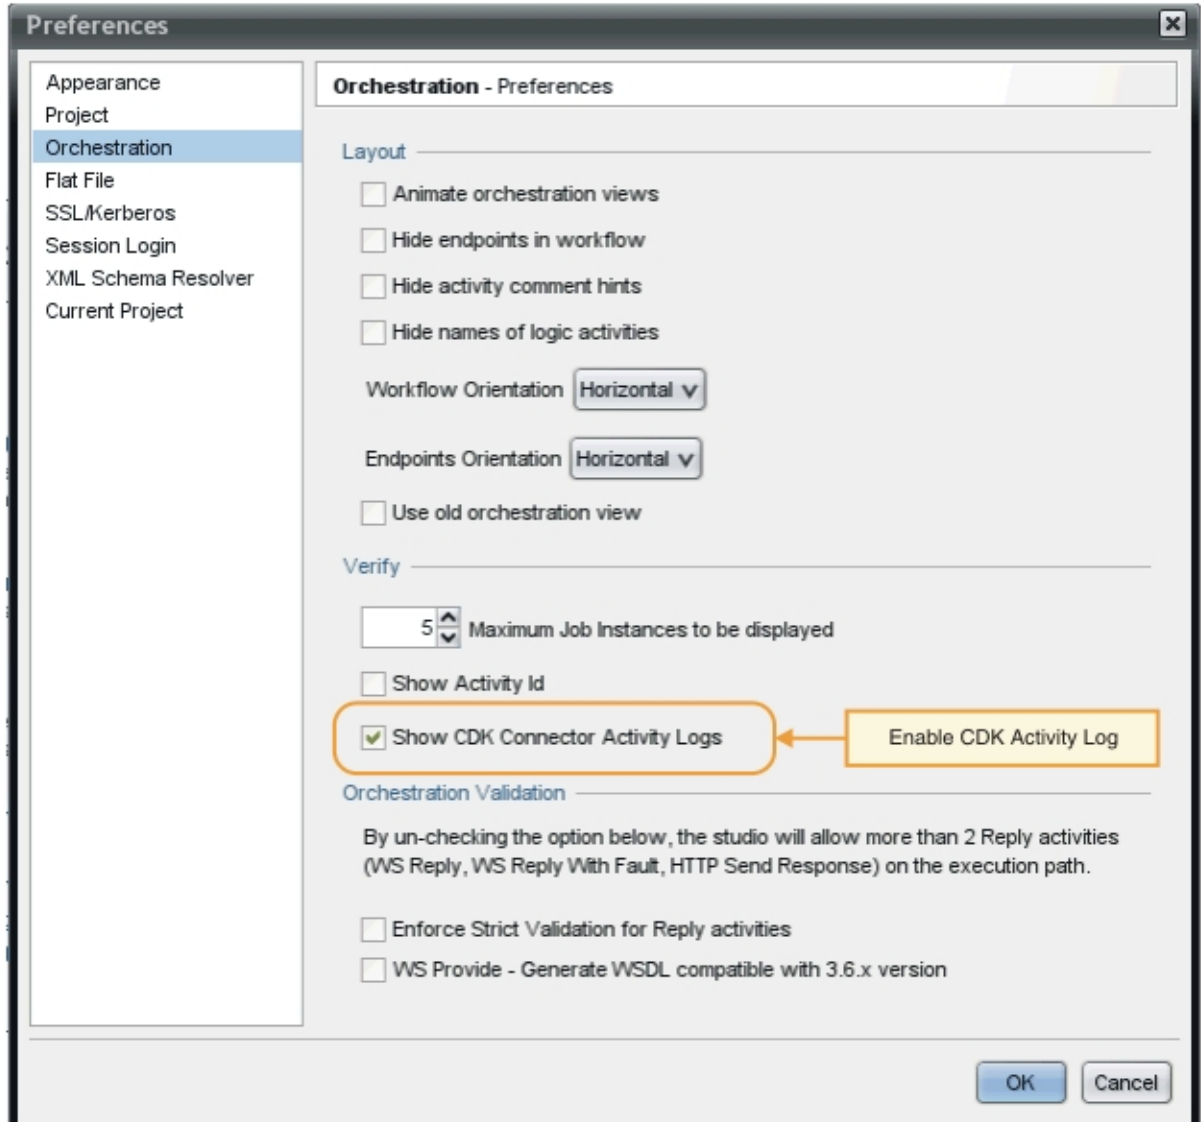 Preferences
Appearance
Project
Orchestration
Flat File
SSL/Kerberos
Session Login
XML Schema Resolver
Current Project
Orchestration - Preferences
Layout
Animate orchestration views
Hide endpoints in workflow
Hide activity comment hints
Hide names of logic activities
Workflow Orientation Horizontal
Endpoints Orientation Horizontal
Use old orchestration view
Verify
5 Maximum Job Instances to be displayed
Show Activity Id
Show CDK Connector Activity Logs
Enable CDK Activity Log
Orchestration Validation
By un-checking the option below, the studio will allow more than 2 Reply activities
(WS Reply, WS Reply With Fault, HTTP Send Response) on the execution path.
Enforce Strict Validation for Reply activities
WS Provide - Generate WSDL compatible with 3.6.x version
OK
Cancel